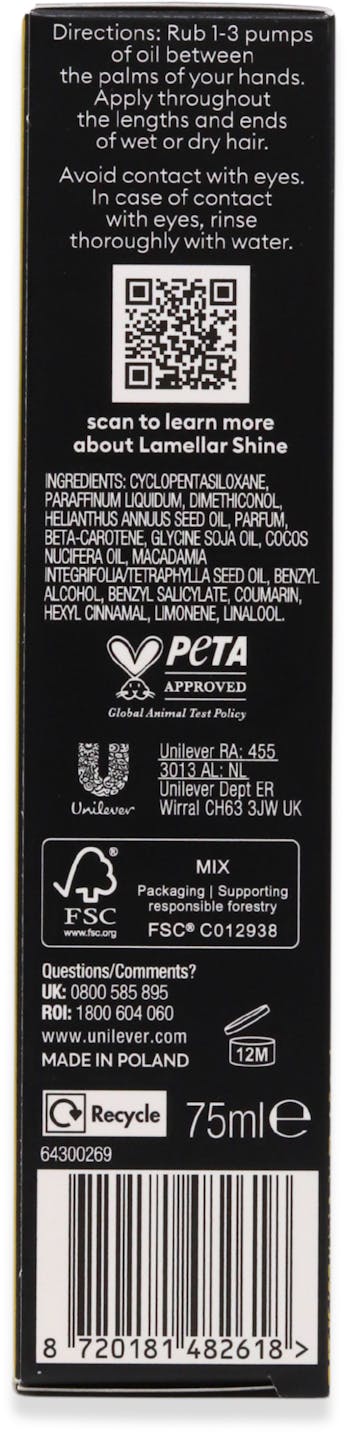 Directions: Rub 1-3 pumps
of oil between
the palms of your hands.
Apply throughout
the lengths and ends
of wet or dry hair.
Avoid contact with eyes.
In case of contact
with eyes, rinse
thoroughly with water.
scan to learn more
about Lamellar Shine
INGREDIENTS: CYCLOPENTASILOXANE,
PARAFFINUM LIQUIDUM, DIMETHICONOL,
HELIANTHUS ANNUUS SEED OIL, PARFUM,
BETA-CAROTENE, GLYCINE SOJA OIL, COCOS
NUCIFERA OIL, MACADAMIA
INTEGRIFOLIA/TETRAPHYLLA SEED OIL, BENZYL
ALCOHOL, BENZYL SALICYLATE, COUMARIN,
HEXYL CINNAMAL, LIMONENE, LINALOOL.
PETA
APPROVED
Global Animal Test Policy
Unilever
Unilever RA: 455
3013 AL: NL
Unilever Dept ER
Wirral CH63 3JW UK
FSC®
www.fsc.org
MIX
Packaging | Supporting
responsible forestry
FSC® C012938
Questions/Comments?
UK: 0800 585 895
ROI: 1800 604 060
www.unilever.com
MADE IN POLAND
12M
Recycle
75ml℮
64300269
8 720181 482618 >